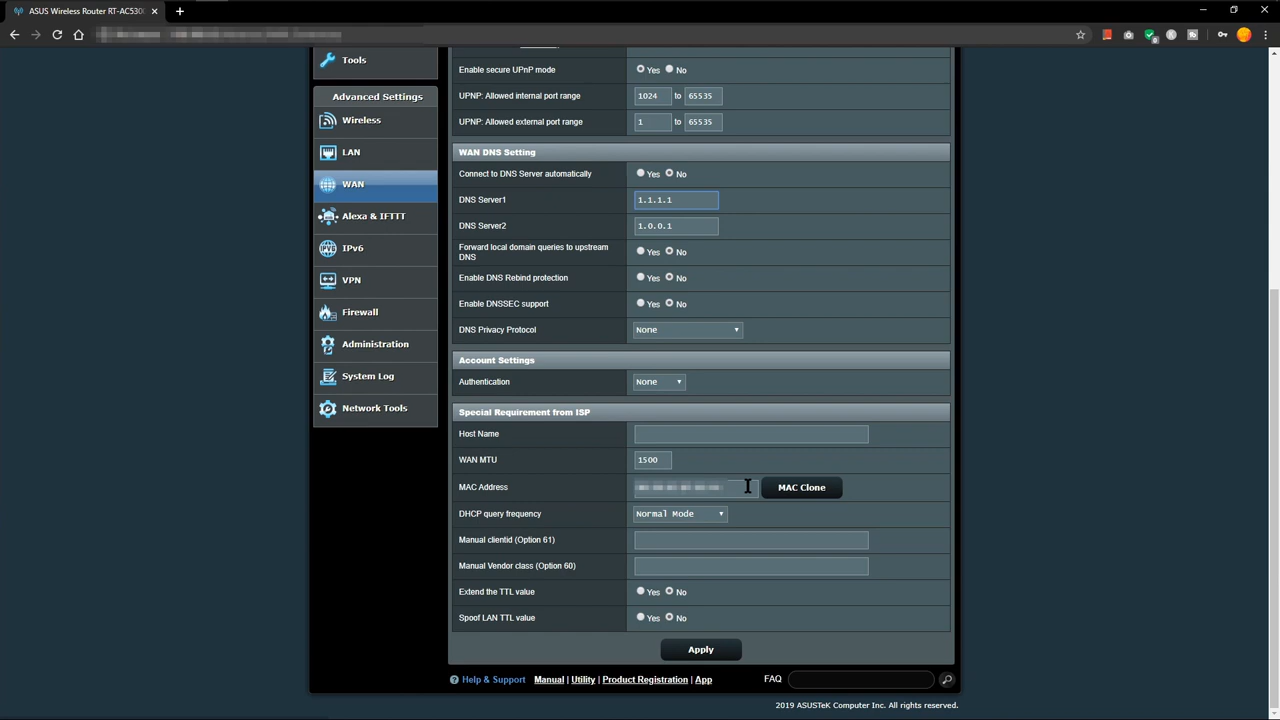 ASUS Wireless Router RT-AC530
Tools
Advanced Settings
Wireless
LAN
WAN
Alexa & IFTTT
IPv6
VPN
Firewall
Administration
System Log
Network Tools
Enable secure UPnP mode Yes No
UPNP: Allowed internal port range 1024 to 65535
UPNP: Allowed external port range 1 to 65535
WAN DNS Setting
Connect to DNS Server automatically Yes No
DNS Server1 1.1.1.1
DNS Server2 1.0.0.1
Forward local domain queries to upstream
DNS Yes No
Enable DNS Rebind protection Yes No
Enable DNSSEC support Yes No
DNS Privacy Protocol None
Account Settings
Authentication None
Special Requirement from ISP
Host Name
WAN MTU 1500
MAC Address MAC Clone
DHCP query frequency Normal Mode
Manual clientid (Option 61)
Manual Vendor class (Option 60)
Extend the TTL value Yes No
Spoof LAN TTL value Yes No
Apply
Help & Support Manual | Utility | Product Registration | App FAQ
2019 ASUSTeK Computer Inc. All rights reserved.